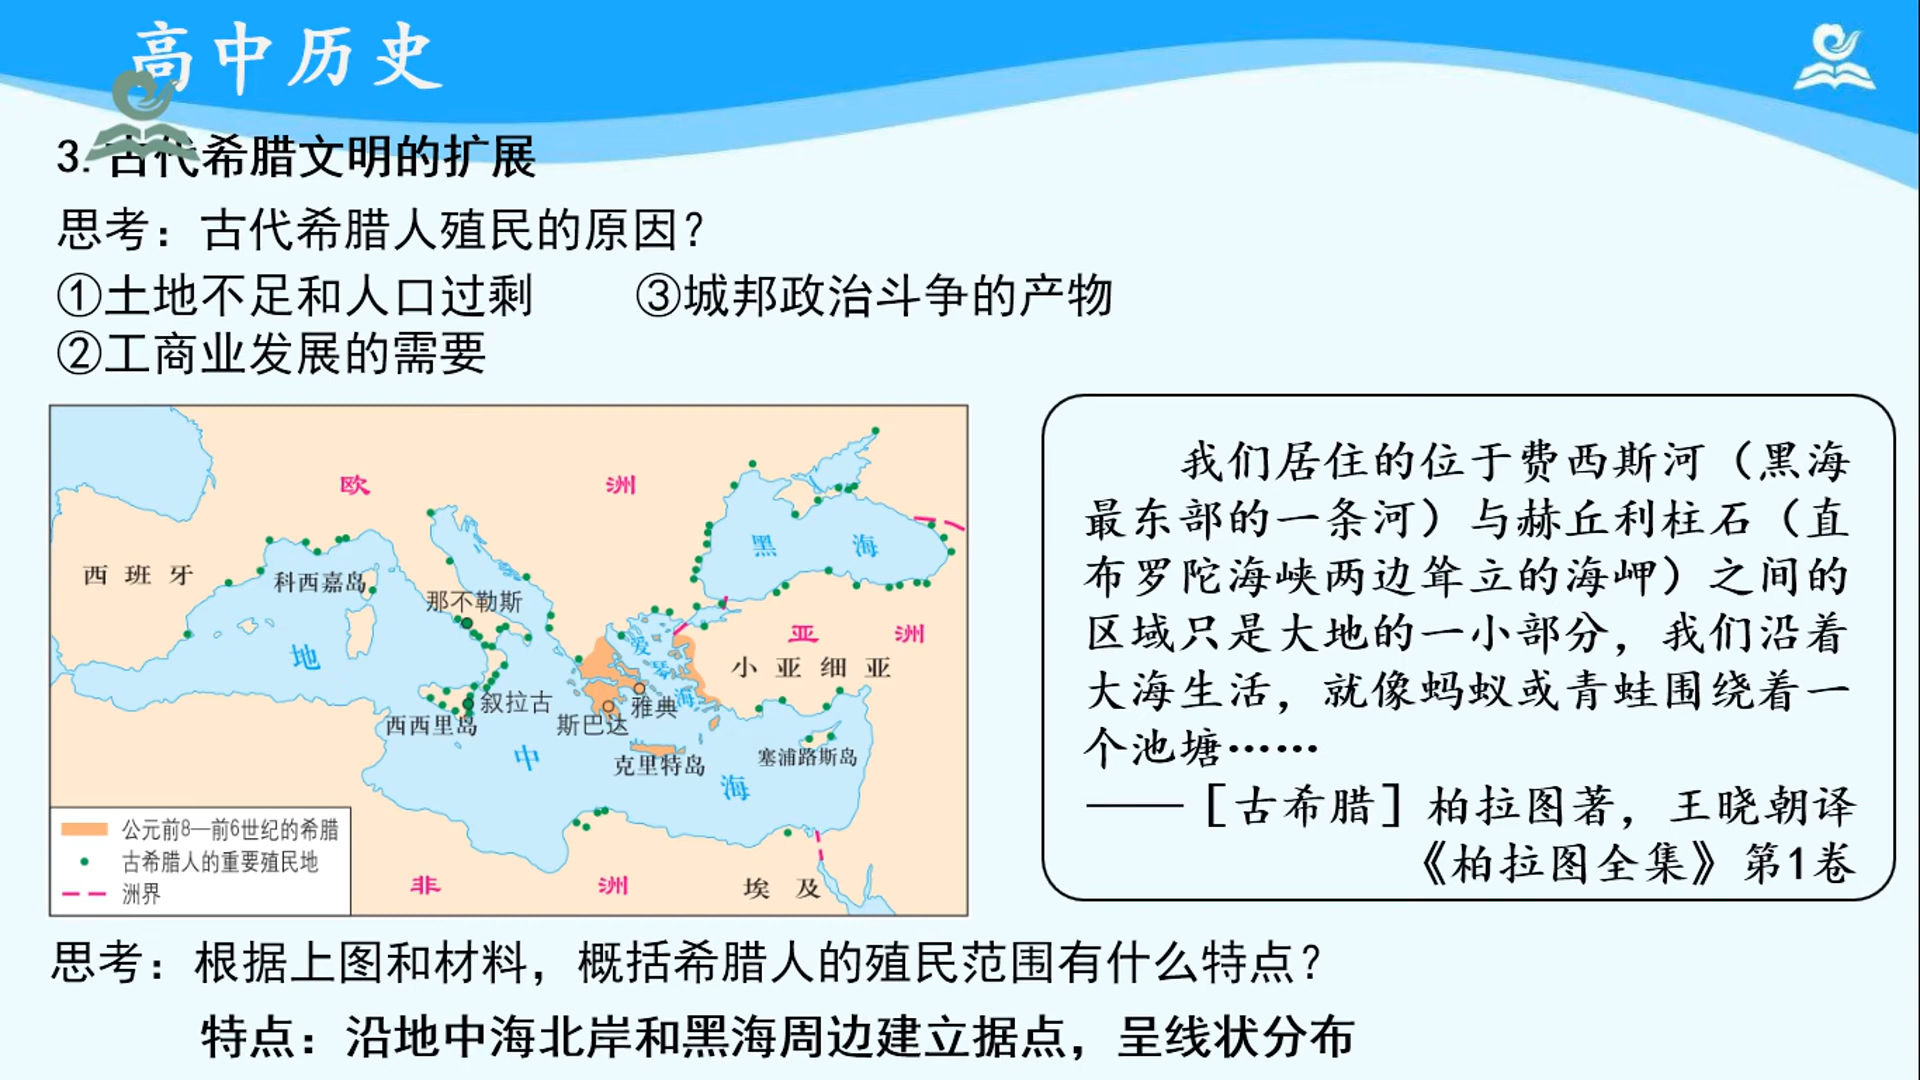 高中历史
3.古代希腊文明的扩展
思考：古代希腊人殖民的原因？
①土地不足和人口过剩
③城邦政治斗争的产物
②工商业发展的需要
欧 洲
黑 海
西 班 牙
科西嘉岛
那不勒斯
地
爱琴海
亚 洲
小 亚 细 亚
叙拉古
雅典
西西里岛
斯巴达
中
克里特岛
塞浦路斯岛
海
非 洲
埃 及
公元前8—前6世纪的希腊
古希腊人的重要殖民地
洲界
我们居住的位于费西斯河（黑海
最东部的一条河）与赫丘利柱石（直
布罗陀海峡两边耸立的海岬）之间的
区域只是大地的一小部分，我们沿着
大海生活，就像蚂蚁或青蛙围绕着一
个池塘……
——［古希腊］柏拉图著，王晓朝译
《柏拉图全集》第1卷
思考：根据上图和材料，概括希腊人的殖民范围有什么特点？
特点：沿地中海北岸和黑海周边建立据点，呈线状分布